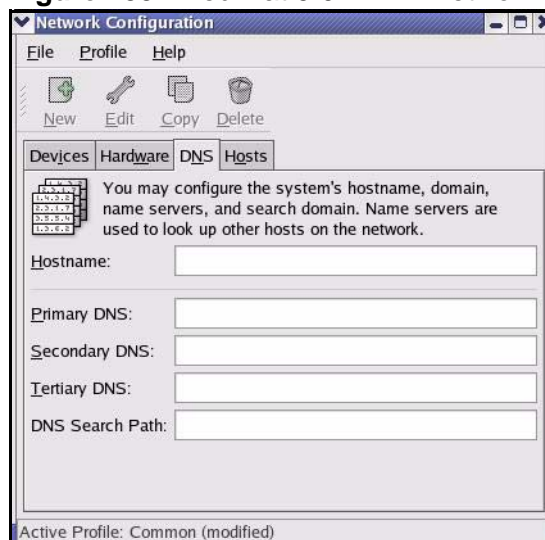 Network Configuration
File Profile Help
New Edit Copy Delete
Devices Hardware DNS Hosts
You may configure the system's hostname, domain,
name servers, and search domain. Name servers are
used to look up other hosts on the network.
Hostname:
Primary DNS:
Secondary DNS:
Tertiary DNS:
DNS Search Path:
Active Profile: Common (modified)